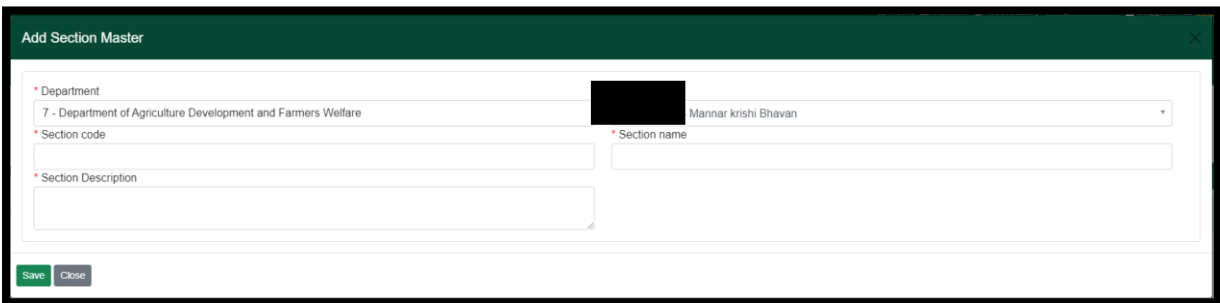 Add Section Master
* Department
7 - Department of Agriculture Development and Farmers Welfare
Mannar krishi Bhavan
* Section code
* Section name
* Section Description
Save
Close